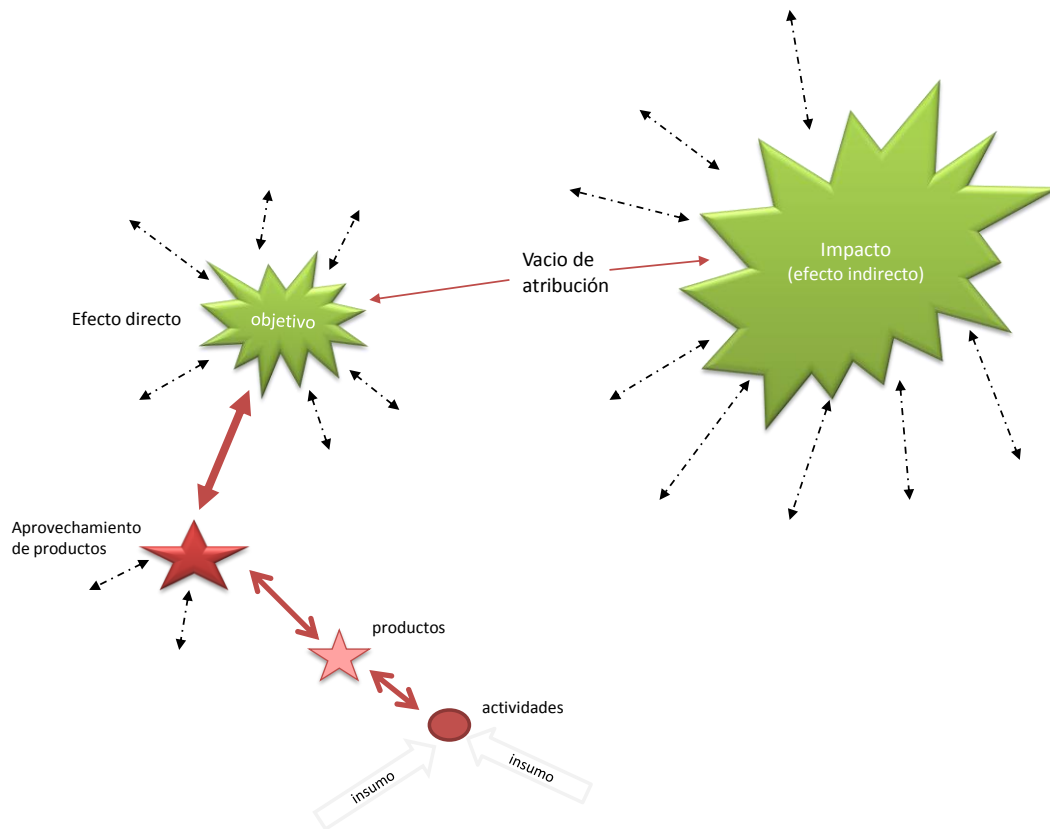 Impacto
(efecto indirecto)
Vacio de
atribución
Efecto directo
objetivo
Aprovechamiento
de productos
productos
actividades
insumo
insumo